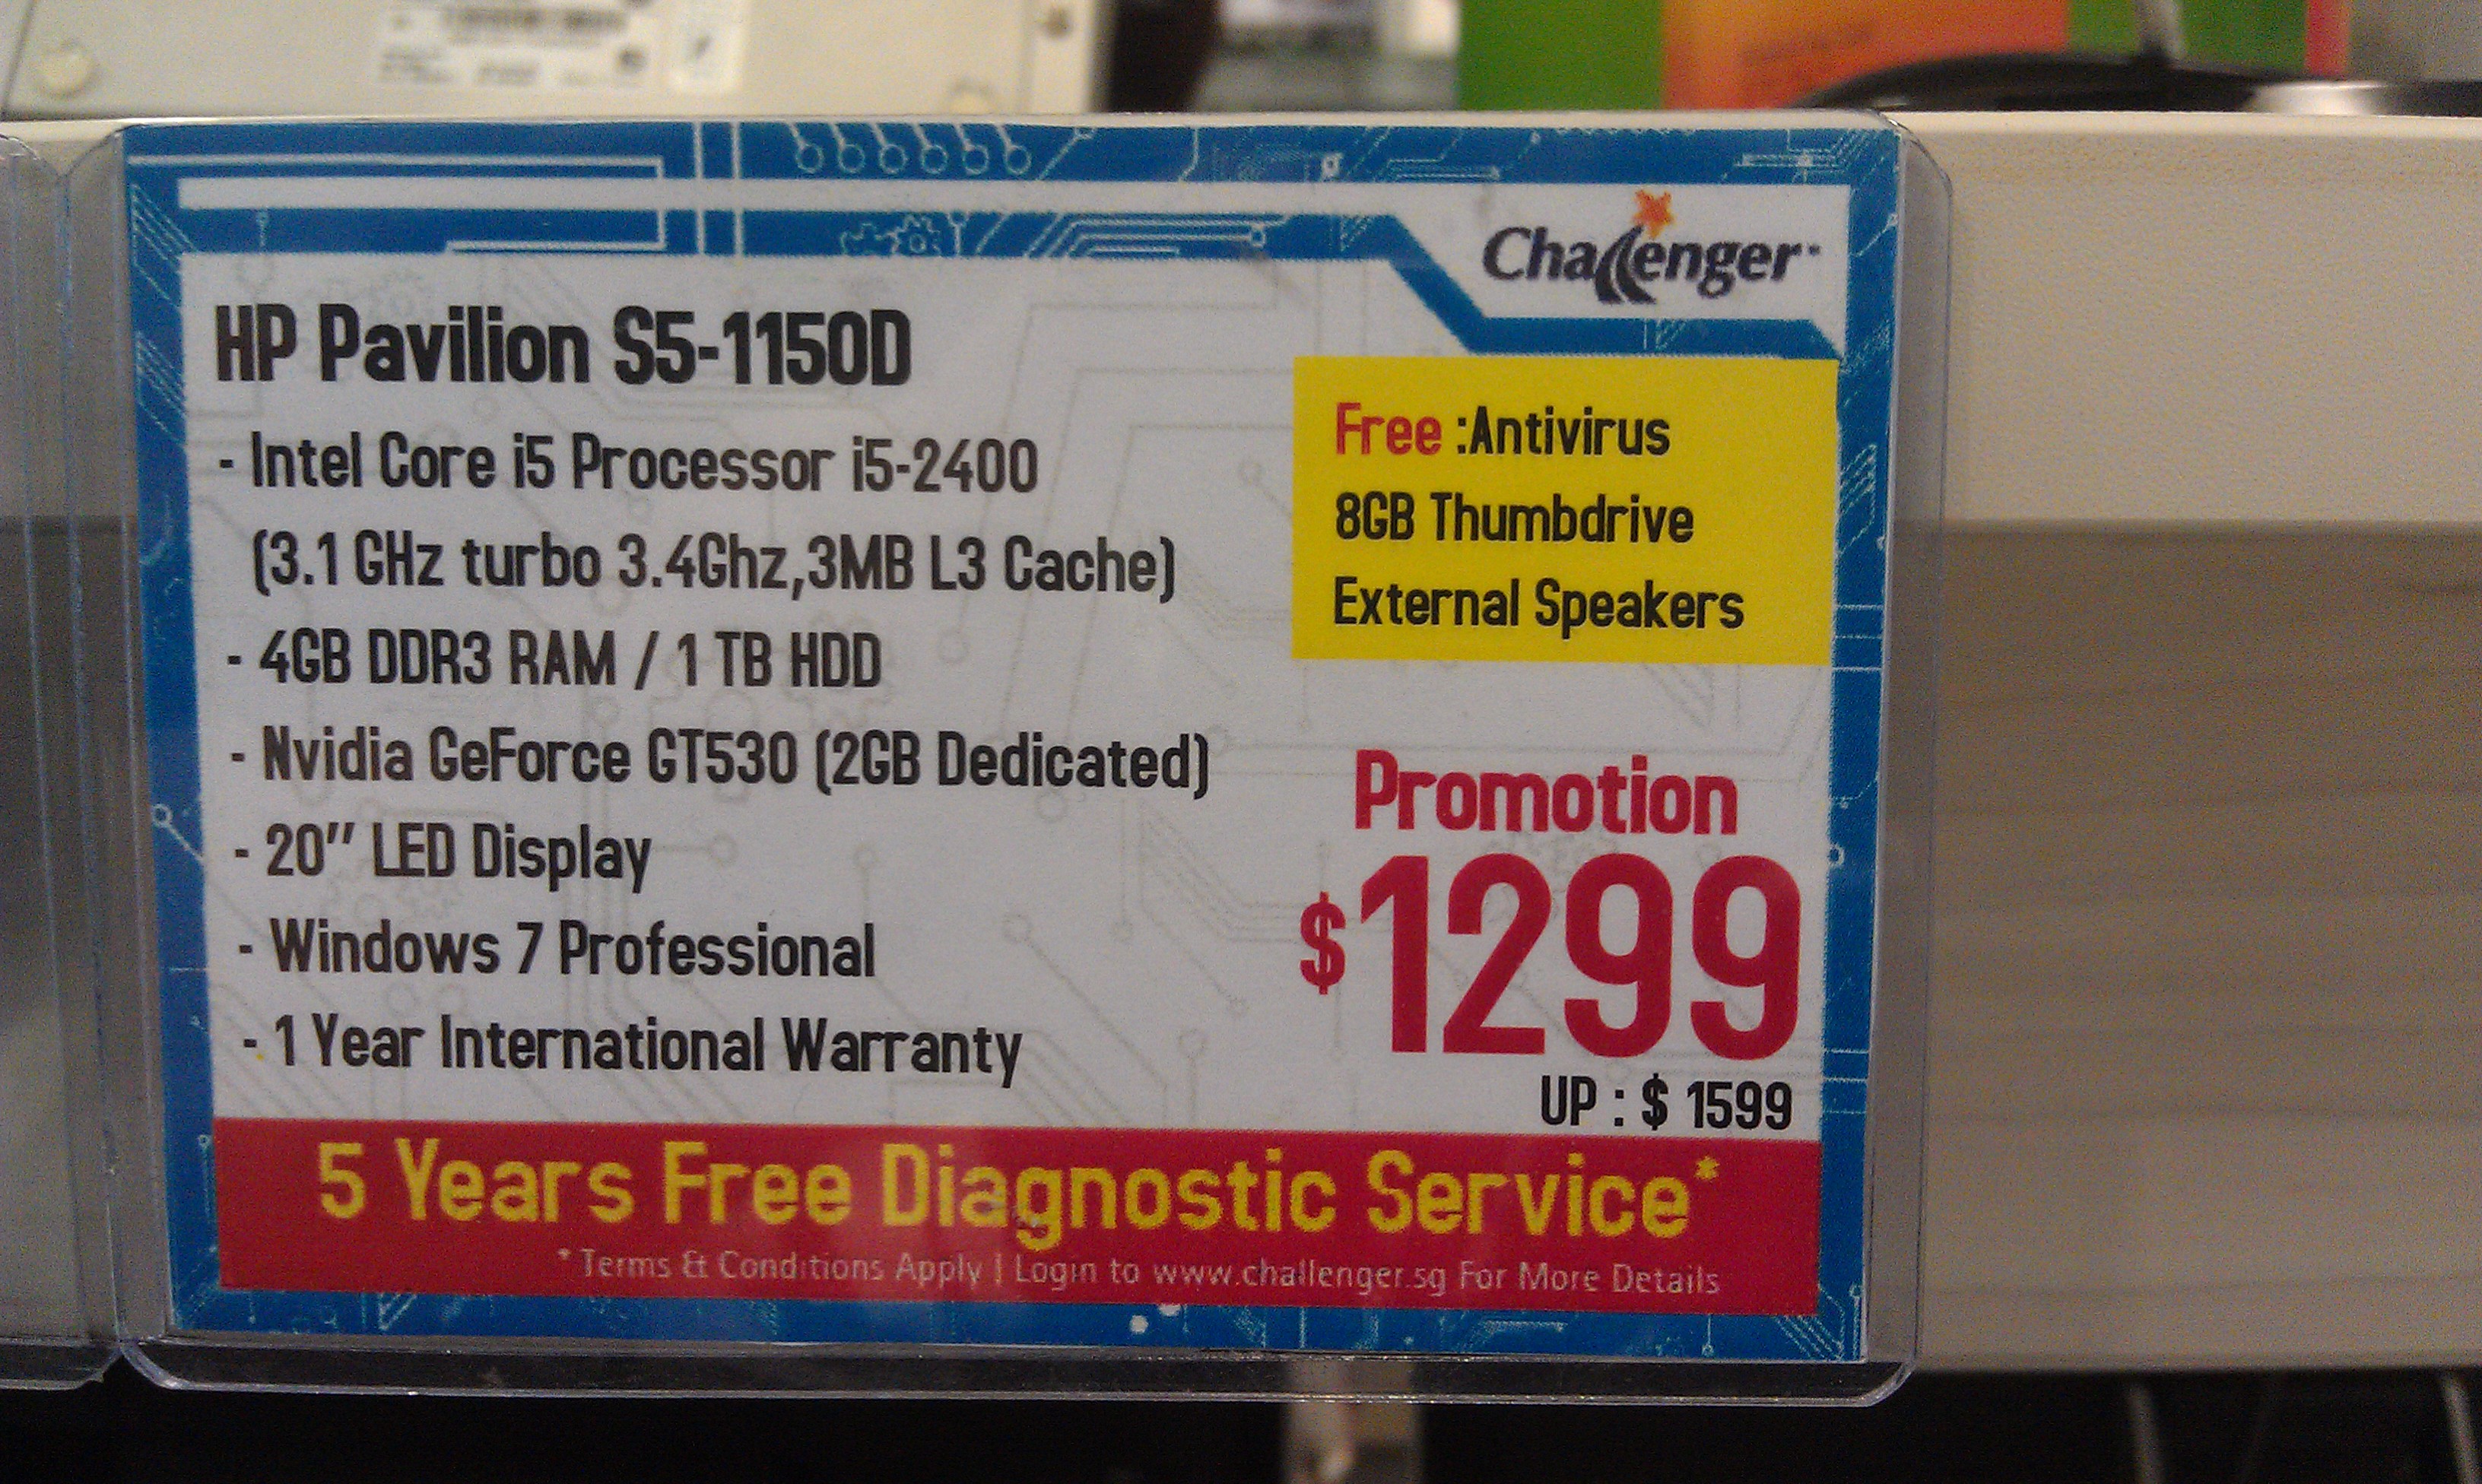 Challenger
HP Pavilion S5-1150D
- Intel Core i5 Processor i5-2400
(3.1 GHz turbo 3.4Ghz,3MB L3 Cache)
- 4GB DDR3 RAM / 1 TB HDD
- Nvidia GeForce GT530 (2GB Dedicated)
- 20" LED Display
- Windows 7 Professional
- 1 Year International Warranty
Free :Antivirus
8GB Thumbdrive
External Speakers
Promotion
$1299
UP : $ 1599
5 Years Free Diagnostic Service*
* Terms & Conditions Apply | Login to www.challenger.sg For More Details